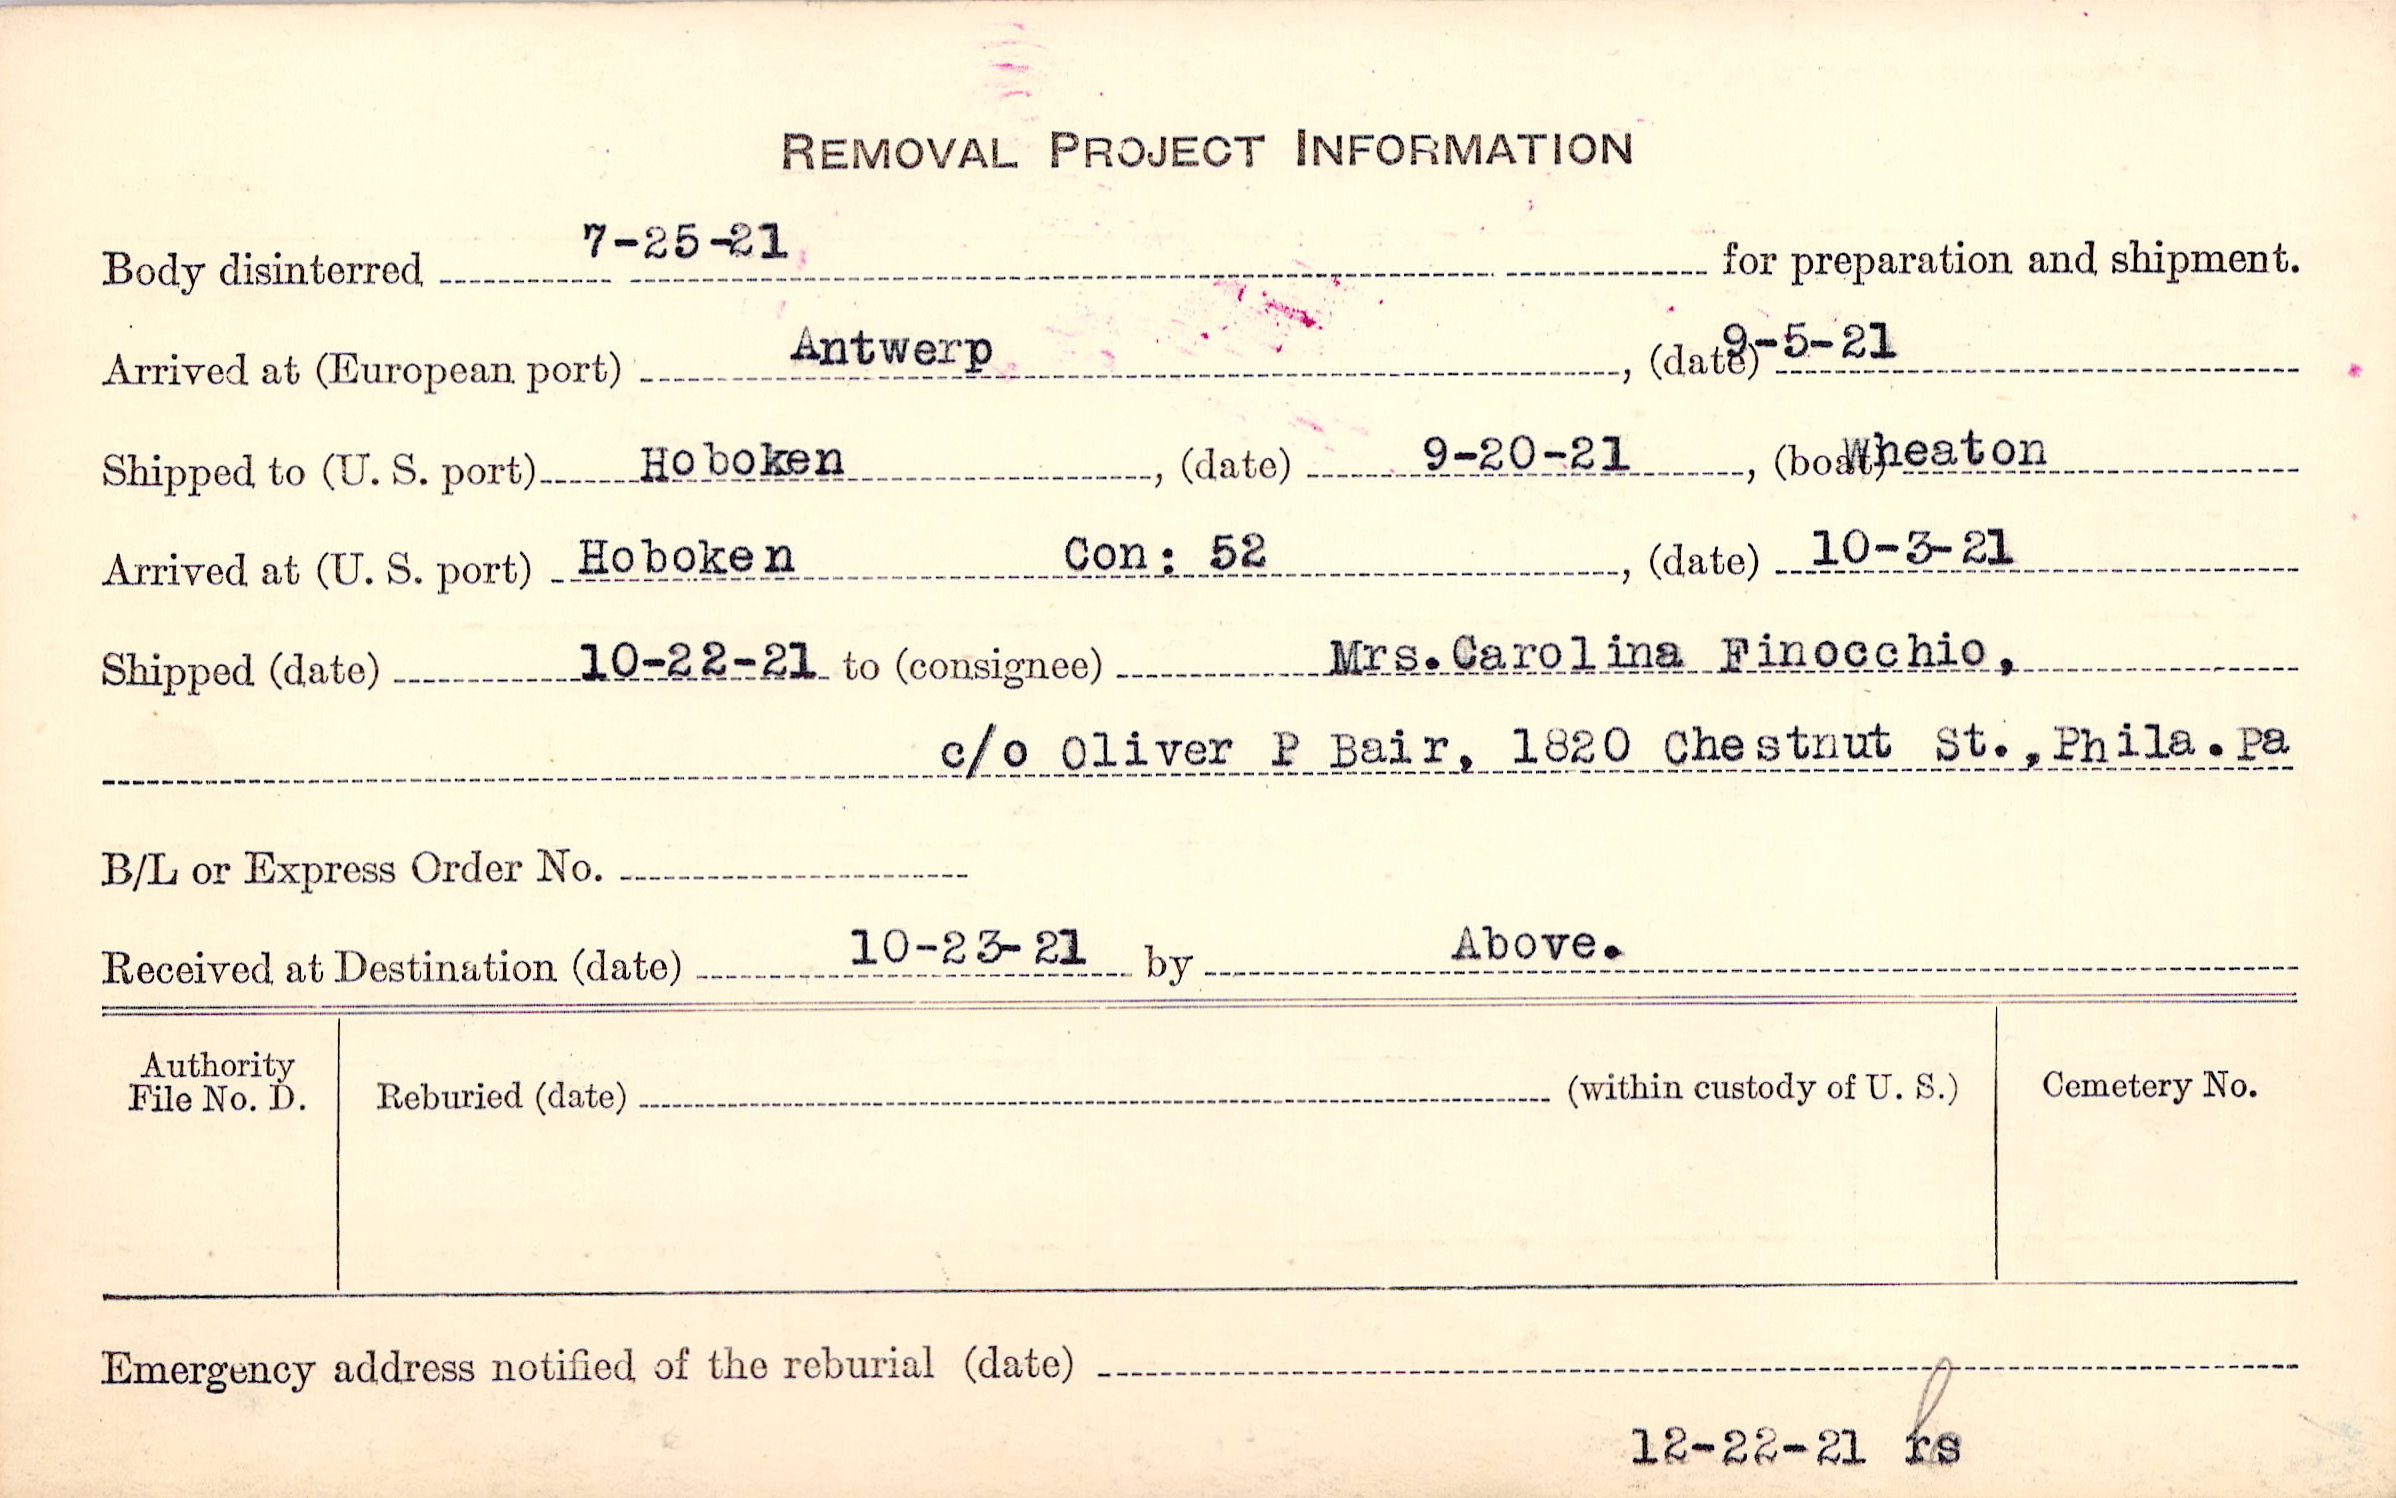 REMOVAL PROJECT INFORMATION
Body disinterred 7-25-21 for preparation and shipment.
Arrived at (European port) Antwerp, (date) 9-5-21
Shipped to (U. S. port) Hoboken, (date) 9-20-21, (boat) Wheaton
Arrived at (U. S. port) Hoboken Con: 52, (date) 10-3-21
Shipped (date) 10-22-21 to (consignee) Mrs.Carolina Finocchio,
c/o Oliver P Bair, 1820 Chestnut St.,Phila.Pa
B/L or Express Order No.
Received at Destination (date) 10-23-21 by Above.
Authority
File No. D.
Reburied (date) (within custody of U. S.)
Cemetery No.
Emergency address notified of the reburial (date)
12-22-21 rs